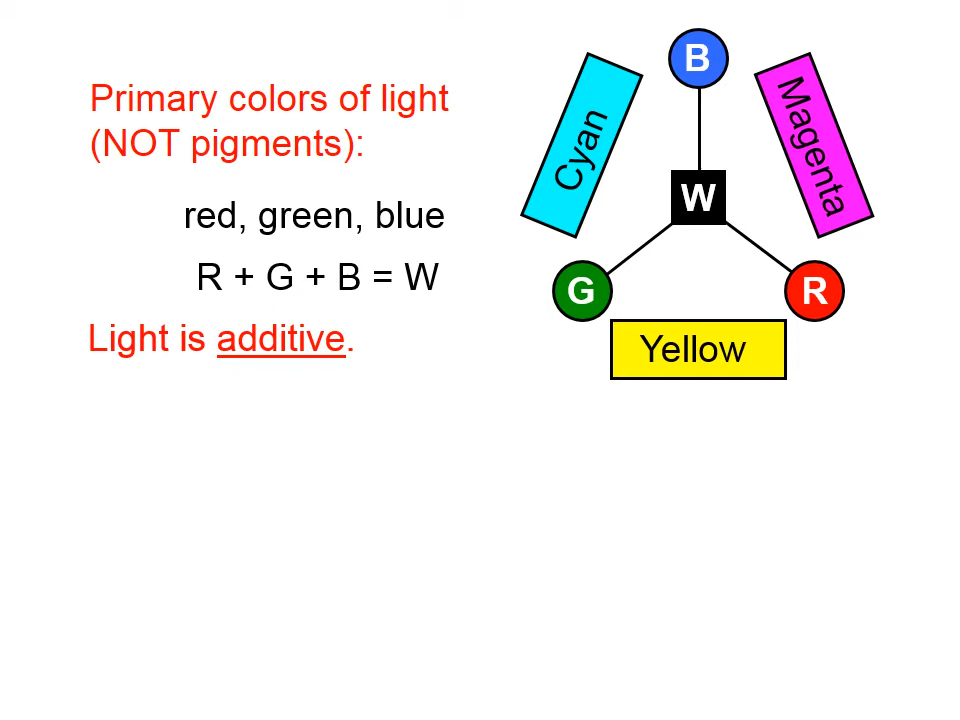 Primary colors of light
(NOT pigments):
red, green, blue
R + G + B = W
Light is additive.
B
Cyan
Magenta
W
G
R
Yellow